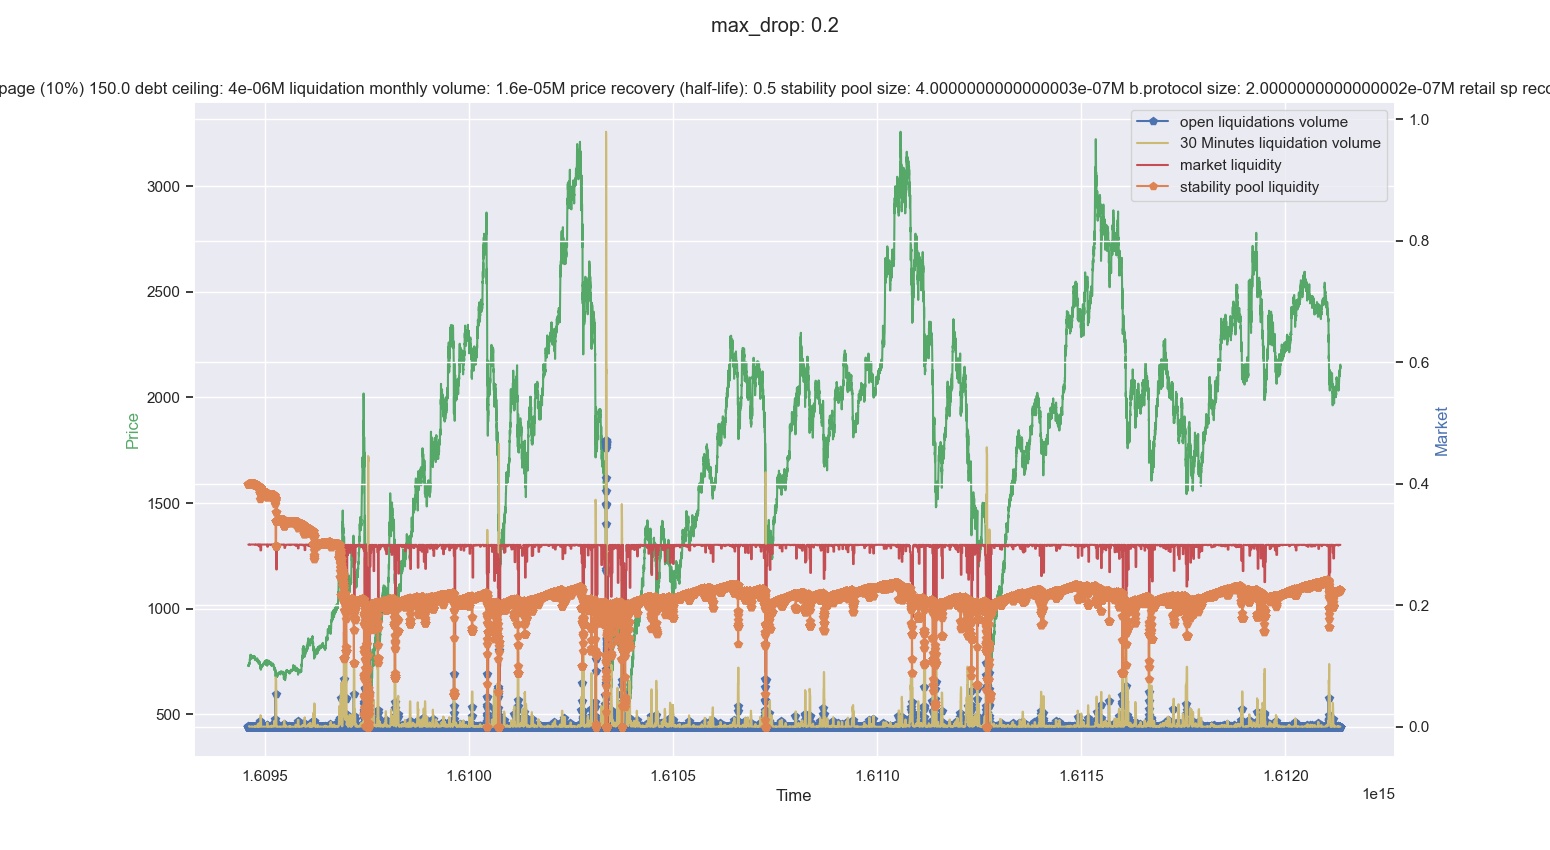 max_drop: 0.2
page (10%) 150.0 debt ceiling: 4e-06M liquidation monthly volume: 1.6e-05M price recovery (half-life): 0.5 stability pool size: 4.0000000000000003e-07M b.protocol size: 2.0000000000000002e-07M retail sp reco
open liquidations volume
30 Minutes liquidation volume
market liquidity
stability pool liquidity
3000
2500
2000
1500
1000
500
Price
1.0
0.8
0.6
0.4
0.2
0.0
Market
1.6095
1.6100
1.6105
1.6110
1.6115
1.6120
Time
1e15